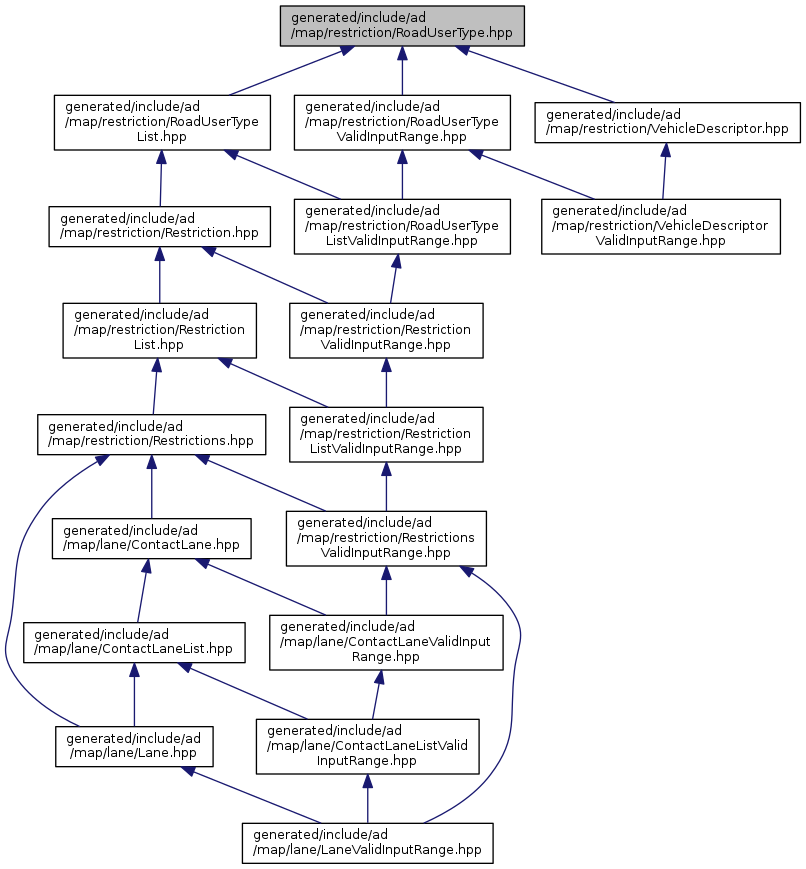 generated/include/ad
/map/restriction/RoadUserType.hpp
generated/include/ad
/map/restriction/RoadUserType
List.hpp
generated/include/ad
/map/restriction/RoadUserType
ValidInputRange.hpp
generated/include/ad
/map/restriction/VehicleDescriptor.hpp
generated/include/ad
/map/restriction/Restriction.hpp
generated/include/ad
/map/restriction/RoadUserType
ListValidInputRange.hpp
generated/include/ad
/map/restriction/VehicleDescriptor
ValidInputRange.hpp
generated/include/ad
/map/restriction/Restriction
List.hpp
generated/include/ad
/map/restriction/Restriction
ValidInputRange.hpp
generated/include/ad
/map/restriction/Restrictions.hpp
generated/include/ad
/map/restriction/Restriction
ListValidInputRange.hpp
generated/include/ad
/map/lane/ContactLane.hpp
generated/include/ad
/map/restriction/Restrictions
ValidInputRange.hpp
generated/include/ad
/map/lane/ContactLaneList.hpp
generated/include/ad
/map/lane/ContactLaneValidInput
Range.hpp
generated/include/ad
/map/lane/Lane.hpp
generated/include/ad
/map/lane/ContactLaneListValid
InputRange.hpp
generated/include/ad
/map/lane/LaneValidInputRange.hpp